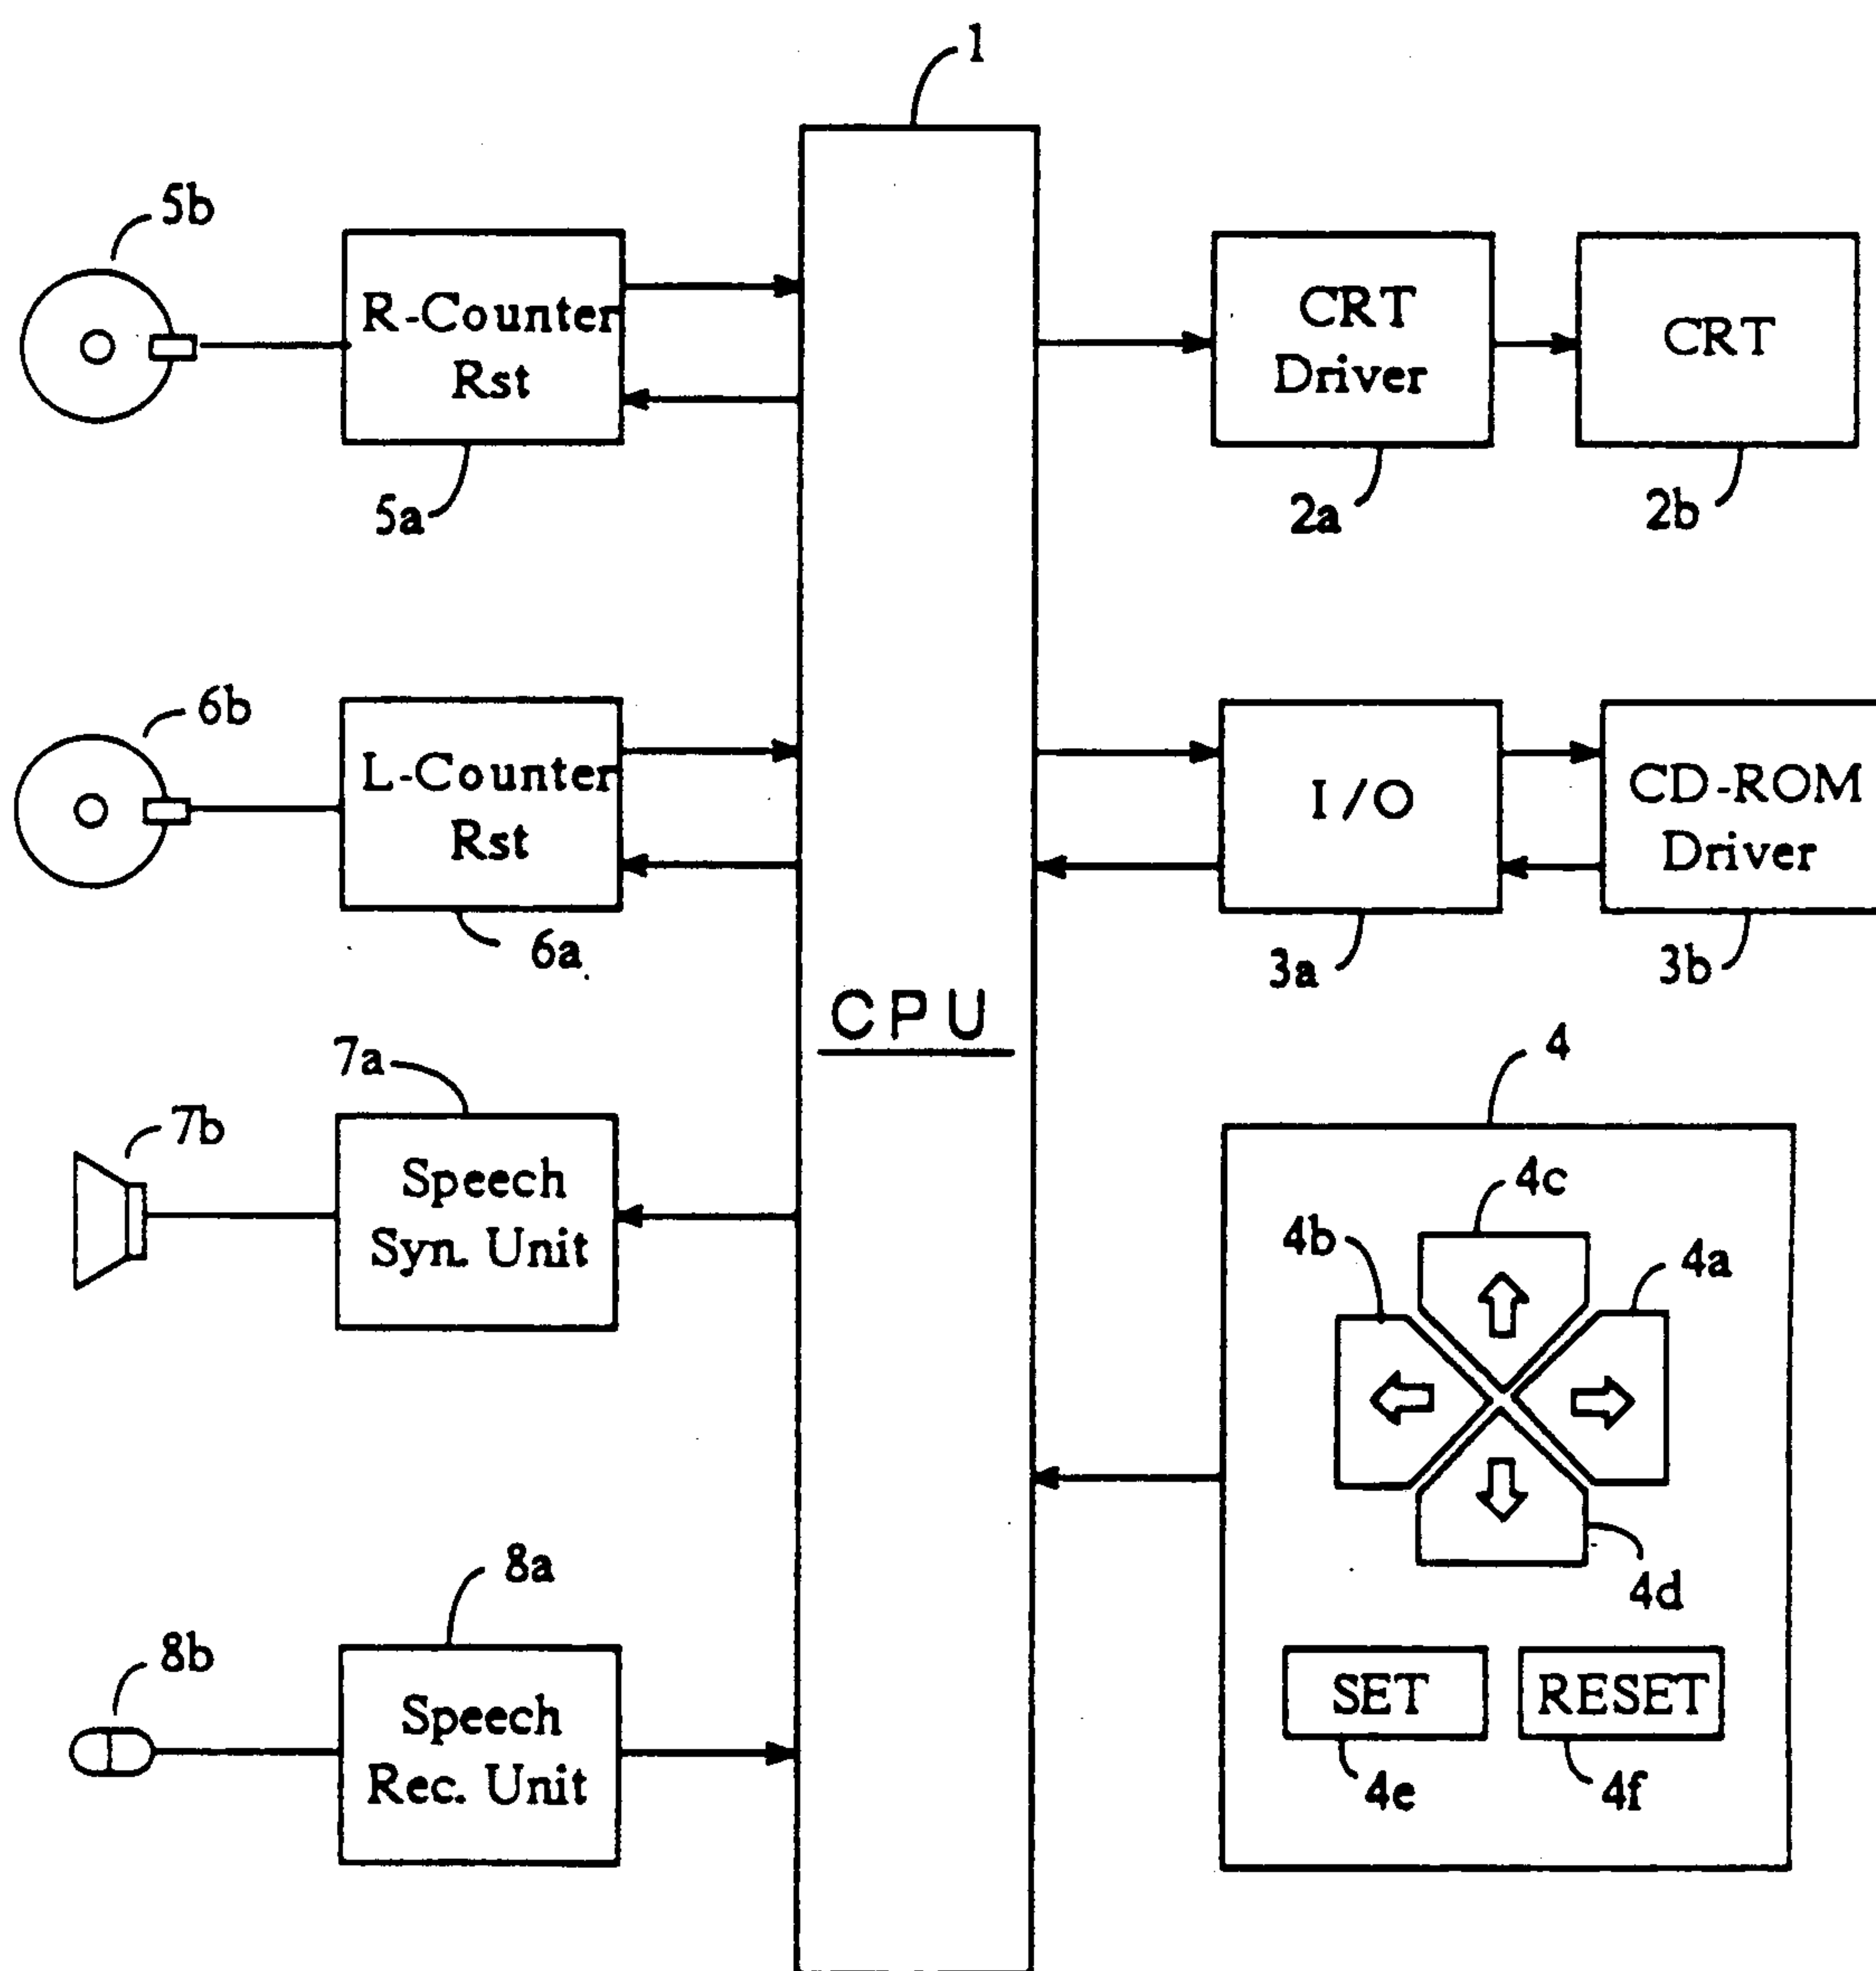 1
5b
R-Counter
Rst
5a
CRT
Driver
2a
CRT
2b
6b
L-Counter
Rst
6a
I/O
3a
CD-ROM
Driver
3b
CPU
7a
7b
Speech
Syn. Unit
4
4c
4b
4a
4d
8a
8b
Speech
Rec. Unit
SET
RESET
4e
4f